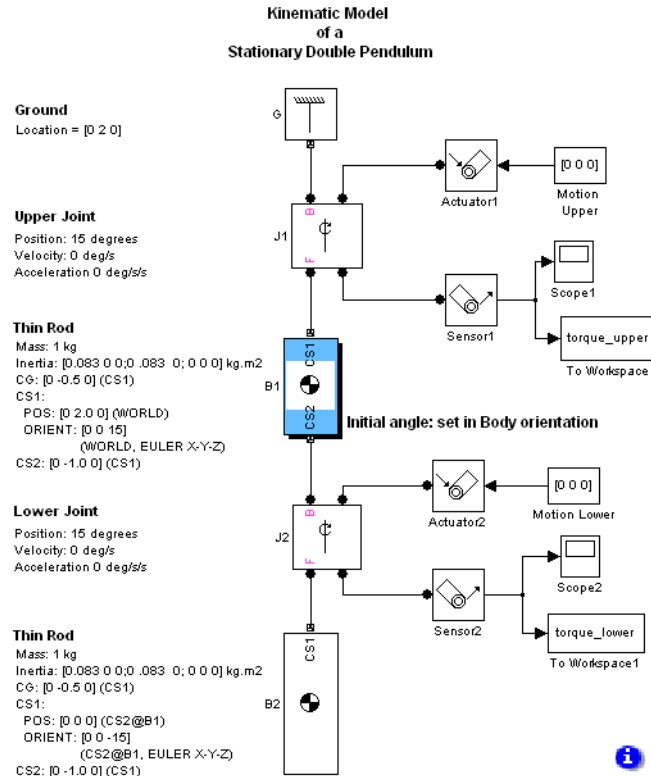 Kinematic Model
of a
Stationary Double Pendulum
Ground
Location = [0 2 0]
G
Actuator1
[0 0 0]
Motion
Upper
Upper Joint
Position: 15 degrees
Velocity: 0 deg/s
Acceleration 0 deg/s/s
J1
B
F
Sensor1
Scope1
torque_upper
To Workspace
Thin Rod
Mass: 1 kg
Inertia: [0.083 0 0;0 .083 0; 0 0 0] kg.m2
CG: [0 -0.5 0] (CS1)
CS1:
POS: [0 2.0 0] (WORLD)
ORIENT: [0 0 15]
(WORLD, EULER X-Y-Z)
CS2: [0 -1.0 0] (CS1)
B1
CS1
CS2
Initial angle: set in Body orientation
Lower Joint
Position: 15 degrees
Velocity: 0 deg/s
Acceleration 0 deg/s/s
J2
B
F
Actuator2
[0 0 0]
Motion Lower
Sensor2
Scope2
torque_lower
To Workspace1
Thin Rod
Mass: 1 kg
Inertia: [0.083 0 0;0 .083 0; 0 0 0] kg.m2
CG: [0 -0.5 0] (CS1)
CS1:
POS: [0 0 0] (CS2@B1)
ORIENT: [0 0 -15]
(CS2@B1, EULER X-Y-Z)
CS2: [0 -1.0 0] (CS1)
B2
CS1
i